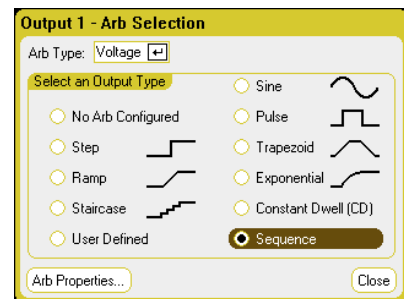 Output 1 - Arb Selection
Arb Type: Voltage
Select an Output Type
No Arb Configured
Step
Ramp
Staircase
User Defined
Sine
Pulse
Trapezoid
Exponential
Constant Dwell (CD)
Sequence
Arb Properties...
Close